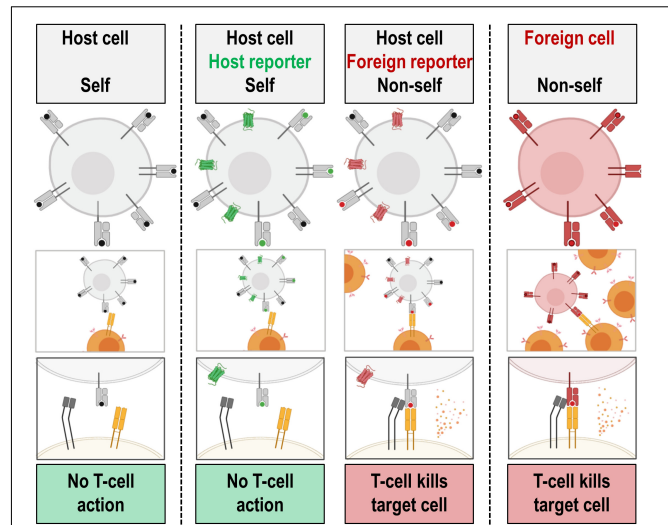 Host cell
Self
Host cell
Host reporter
Self
Host cell
Foreign reporter
Non-self
Foreign cell
Non-self
No T-cell
action
No T-cell
action
T-cell kills
target cell
T-cell kills
target cell